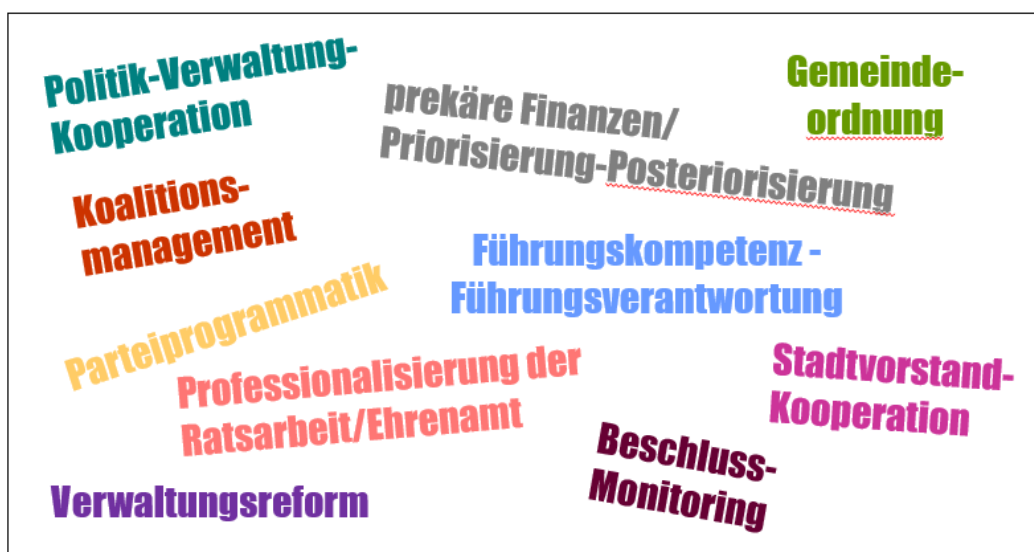 Politik-Verwaltung-
Kooperation
prekäre Finanzen/
Priorisierung-Posteriorisierung
Gemeinde-
ordnung
Koalitions-
management
Führungskompetenz -
Führungsverantwortung
Parteiprogrammatik
Professionalisierung der
Ratsarbeit/Ehrenamt
Stadtvorstand-
Kooperation
Beschluss-
Monitoring
Verwaltungsreform